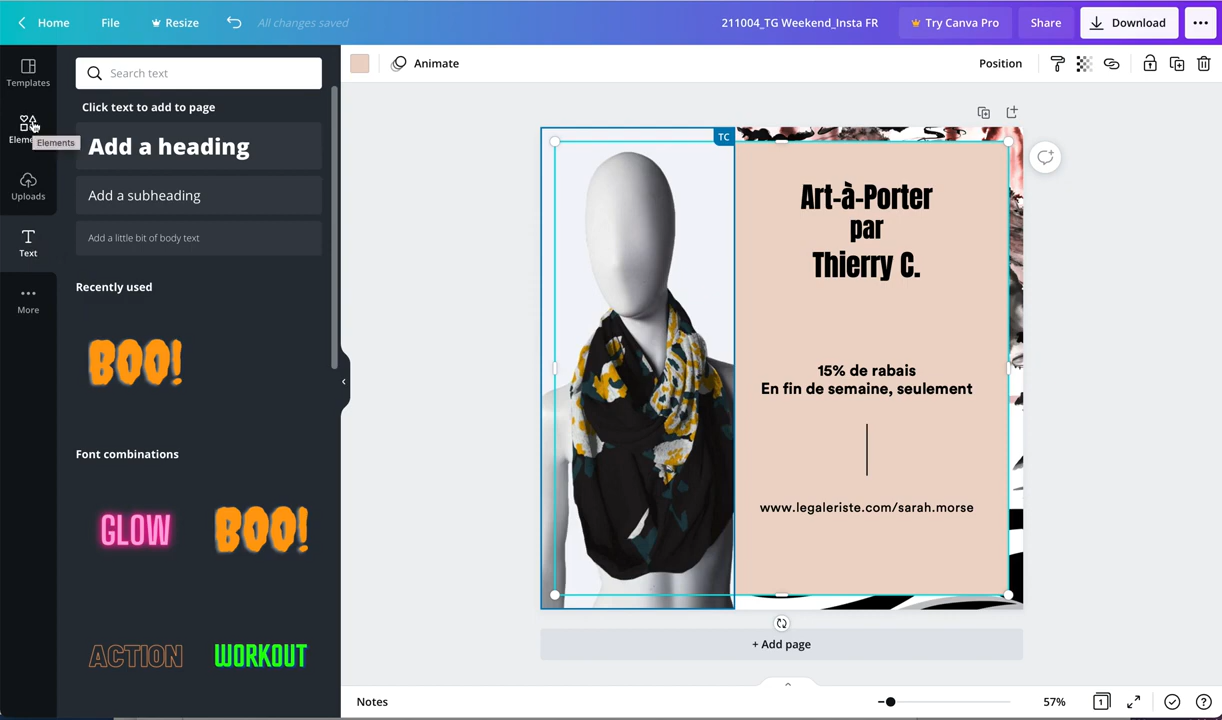 Home
File
Resize
All changes saved
211004_TG Weekend_Insta FR
Try Canva Pro
Share
Download
Templates
Elements
Uploads
Text
More
Search text
Click text to add to page
Add a heading
Add a subheading
Add a little bit of body text
Recently used
BOO!
Font combinations
GLOW
BOO!
ACTION
WORKOUT
Animate
Position
TC
Art-à-Porter
par
Thierry C.
15% de rabais
En fin de semaine, seulement
www.legaleriste.com/sarah.morse
+ Add page
Notes
57%
1